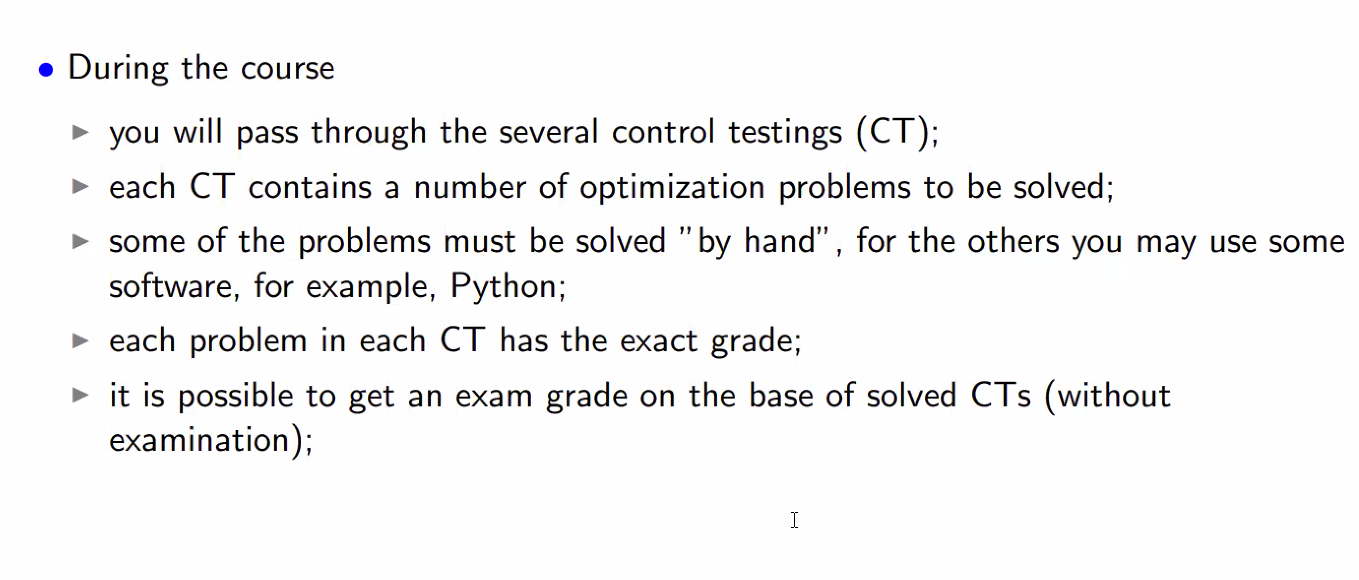 During the course
you will pass through the several control testings (CT);
each CT contains a number of optimization problems to be solved;
some of the problems must be solved ”by hand”, for the others you may use some
software, for example, Python;
each problem in each CT has the exact grade;
it is possible to get an exam grade on the base of solved CTs (without
examination);